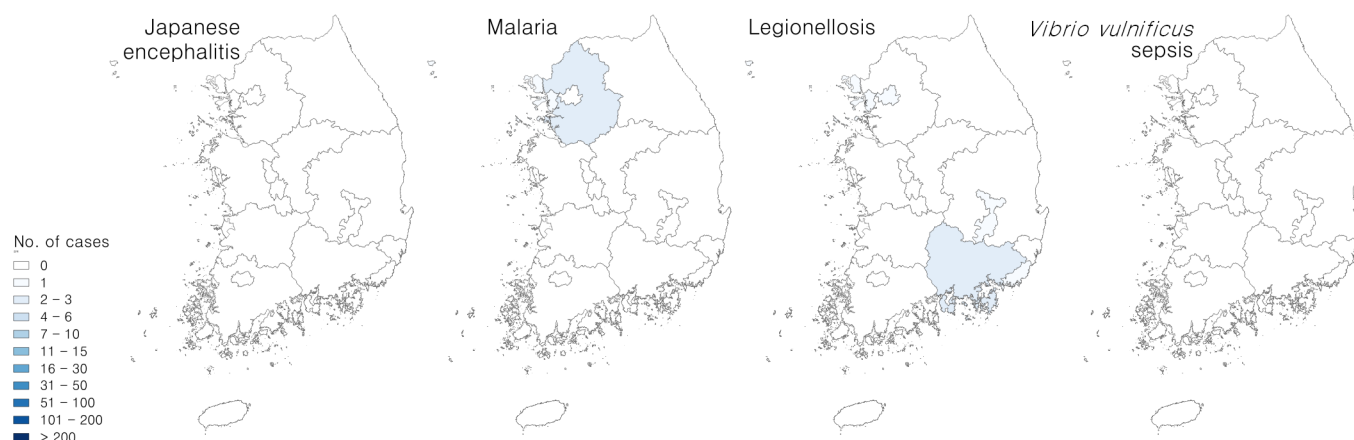 Japanese
encephalitis
Malaria
Legionellosis
Vibrio vulnificus
sepsis
No. of cases
0
1
2 – 3
4 – 6
7 – 10
11 – 15
16 – 30
31 – 50
51 – 100
101 – 200
> 200